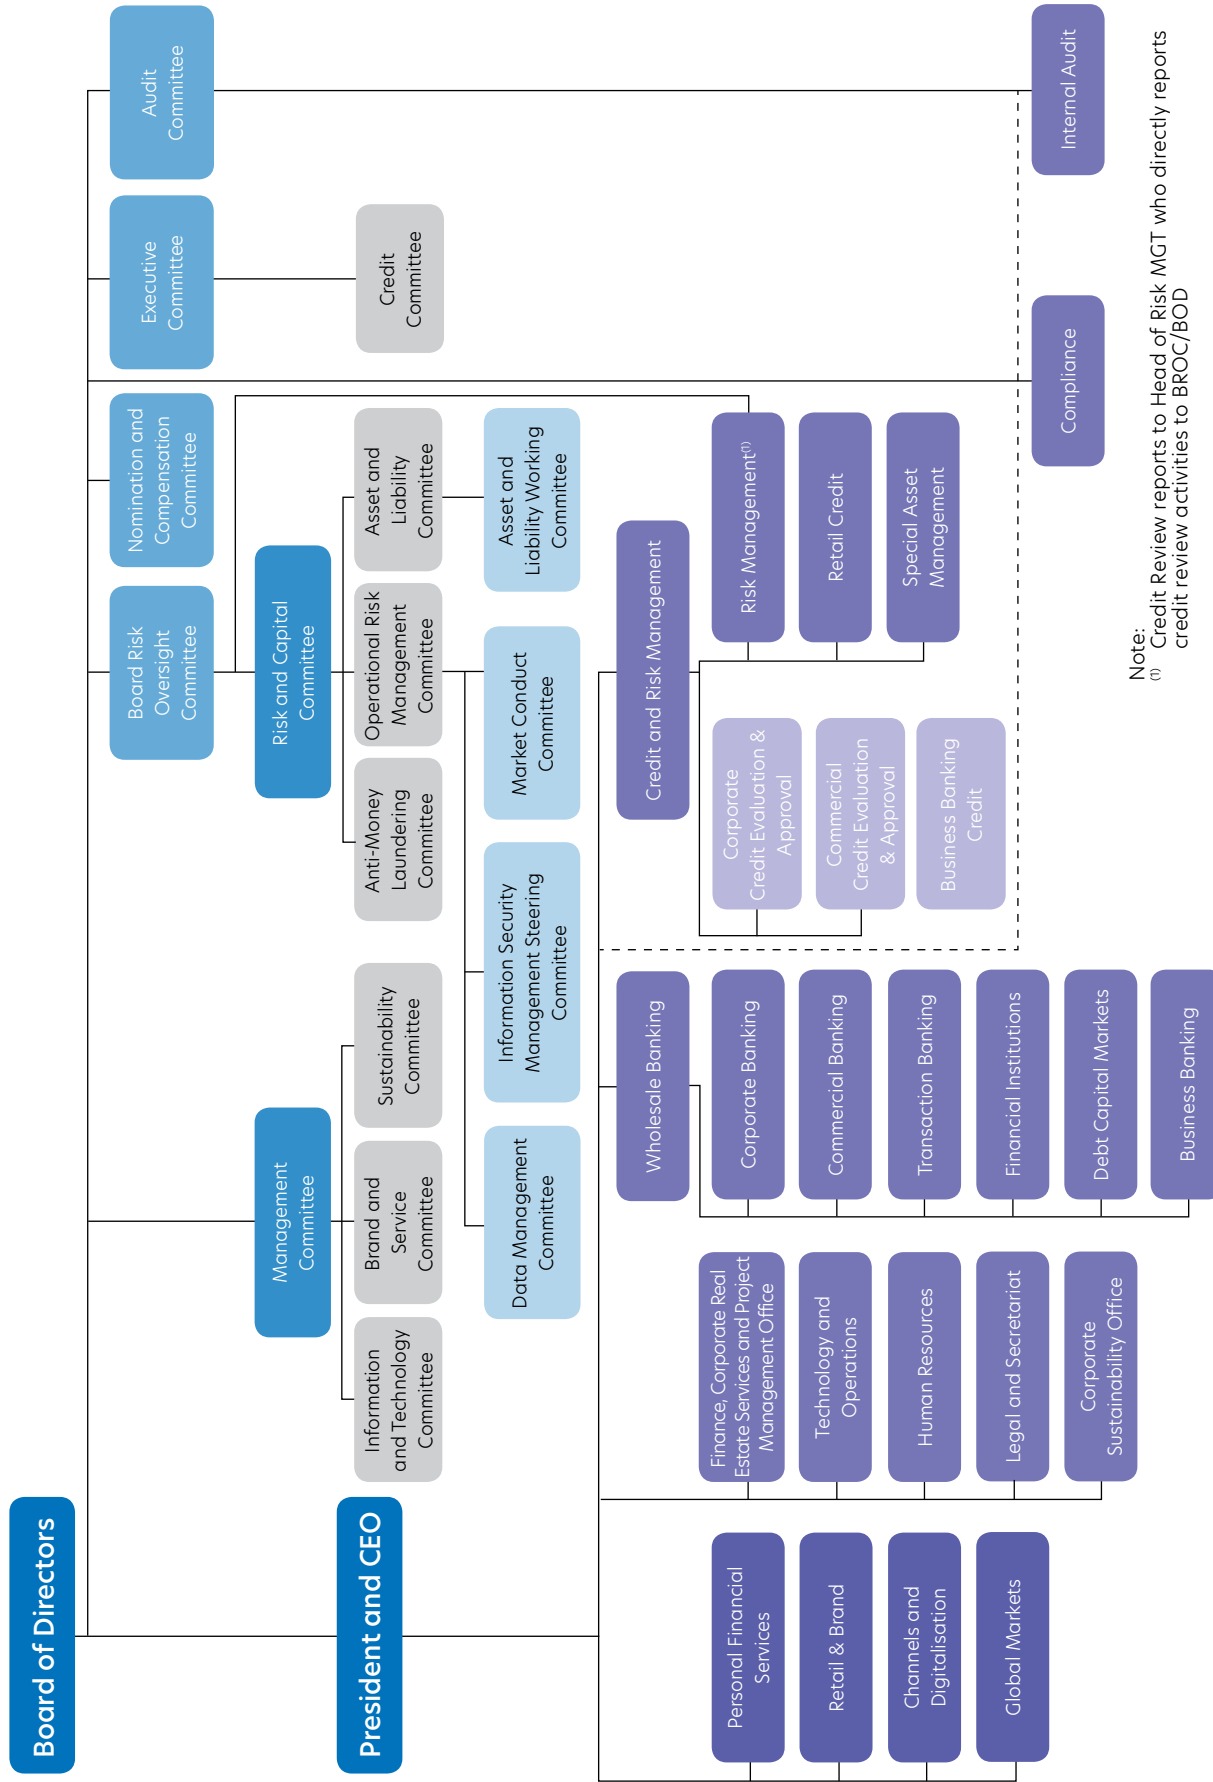 Board of Directors
President and CEO
Audit
Committee
Executive
Committee
Nomination and
Compensation
Committee
Board Risk
Oversight
Committee
Management
Committee
Risk and Capital
Committee
Information
and Technology
Committee
Brand and
Service
Committee
Sustainability
Committee
Anti-Money
Laundering
Committee
Operational Risk
Management
Committee
Asset and
Liability
Committee
Credit
Committee
Data Management
Committee
Information Security
Management Steering
Committee
Market Conduct
Committee
Asset and
Liability Working
Committee
Personal Financial
Services
Retail & Brand
Channels and
Digitalisation
Global Markets
Finance, Corporate Real
Estate Services and Project
Management Office
Technology and
Operations
Human Resources
Legal and Secretariat
Corporate
Sustainability Office
Wholesale Banking
Corporate Banking
Commercial Banking
Transaction Banking
Financial Institutions
Debt Capital Markets
Business Banking
Credit and Risk Management
Corporate
Credit Evaluation &
Approval
Commercial
Credit Evaluation
& Approval
Business Banking
Credit
Risk Management(1)
Retail Credit
Special Asset
Management
Compliance
Internal Audit
Note:
(1) Credit Review reports to Head of Risk MGT who directly reports
credit review activities to BROC/BOD